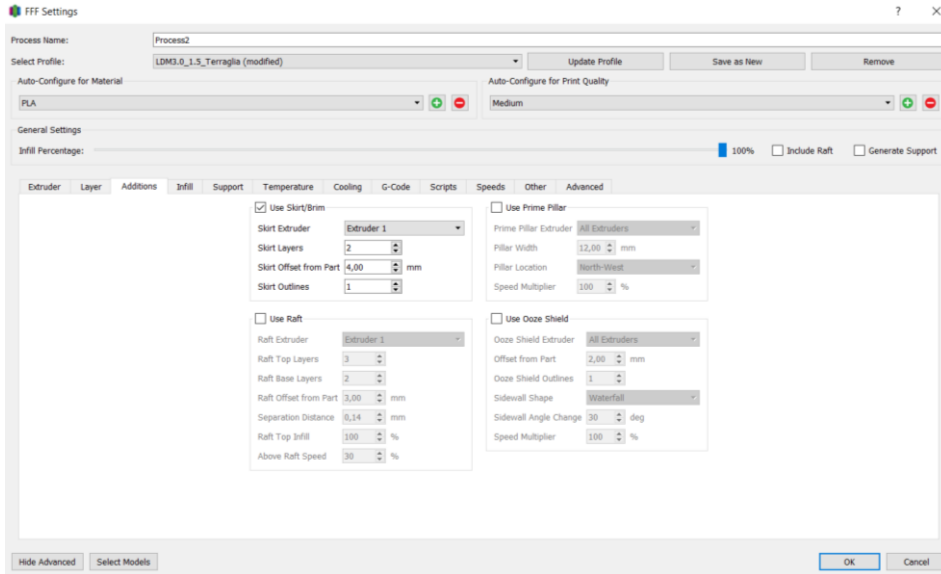 FFF Settings ?
Process Name: Process2
Select Profile: LDM3.0_1.5_Terraglia (modified) Update Profile Save as New Remove
Auto-Configure for Material Auto-Configure for Print Quality
PLA Medium
General Settings
Infill Percentage: 100% Include Raft Generate Support
Extruder Layer Additions Infill Support Temperature Cooling G-Code Scripts Speeds Other Advanced
Use Skirt/Brim
Skirt Extruder Extruder 1
Skirt Layers 2
Skirt Offset from Part 4,00 mm
Skirt Outlines 1
Use Prime Pillar
Prime Pillar Extruder All Extruders
Pillar Width 12,00 mm
Pillar Location North-West
Speed Multiplier 100 %
Use Raft
Raft Extruder Extruder 1
Raft Top Layers 3
Raft Base Layers 2
Raft Offset from Part 3,00 mm
Separation Distance 0,14 mm
Raft Top Infill 100 %
Above Raft Speed 30 %
Use Ooze Shield
Ooze Shield Extruder All Extruders
Offset from Part 2,00 mm
Ooze Shield Outlines 1
Sidewall Shape Waterfall
Sidewall Angle Change 30 deg
Speed Multiplier 100 %
Hide Advanced Select Models OK Cancel